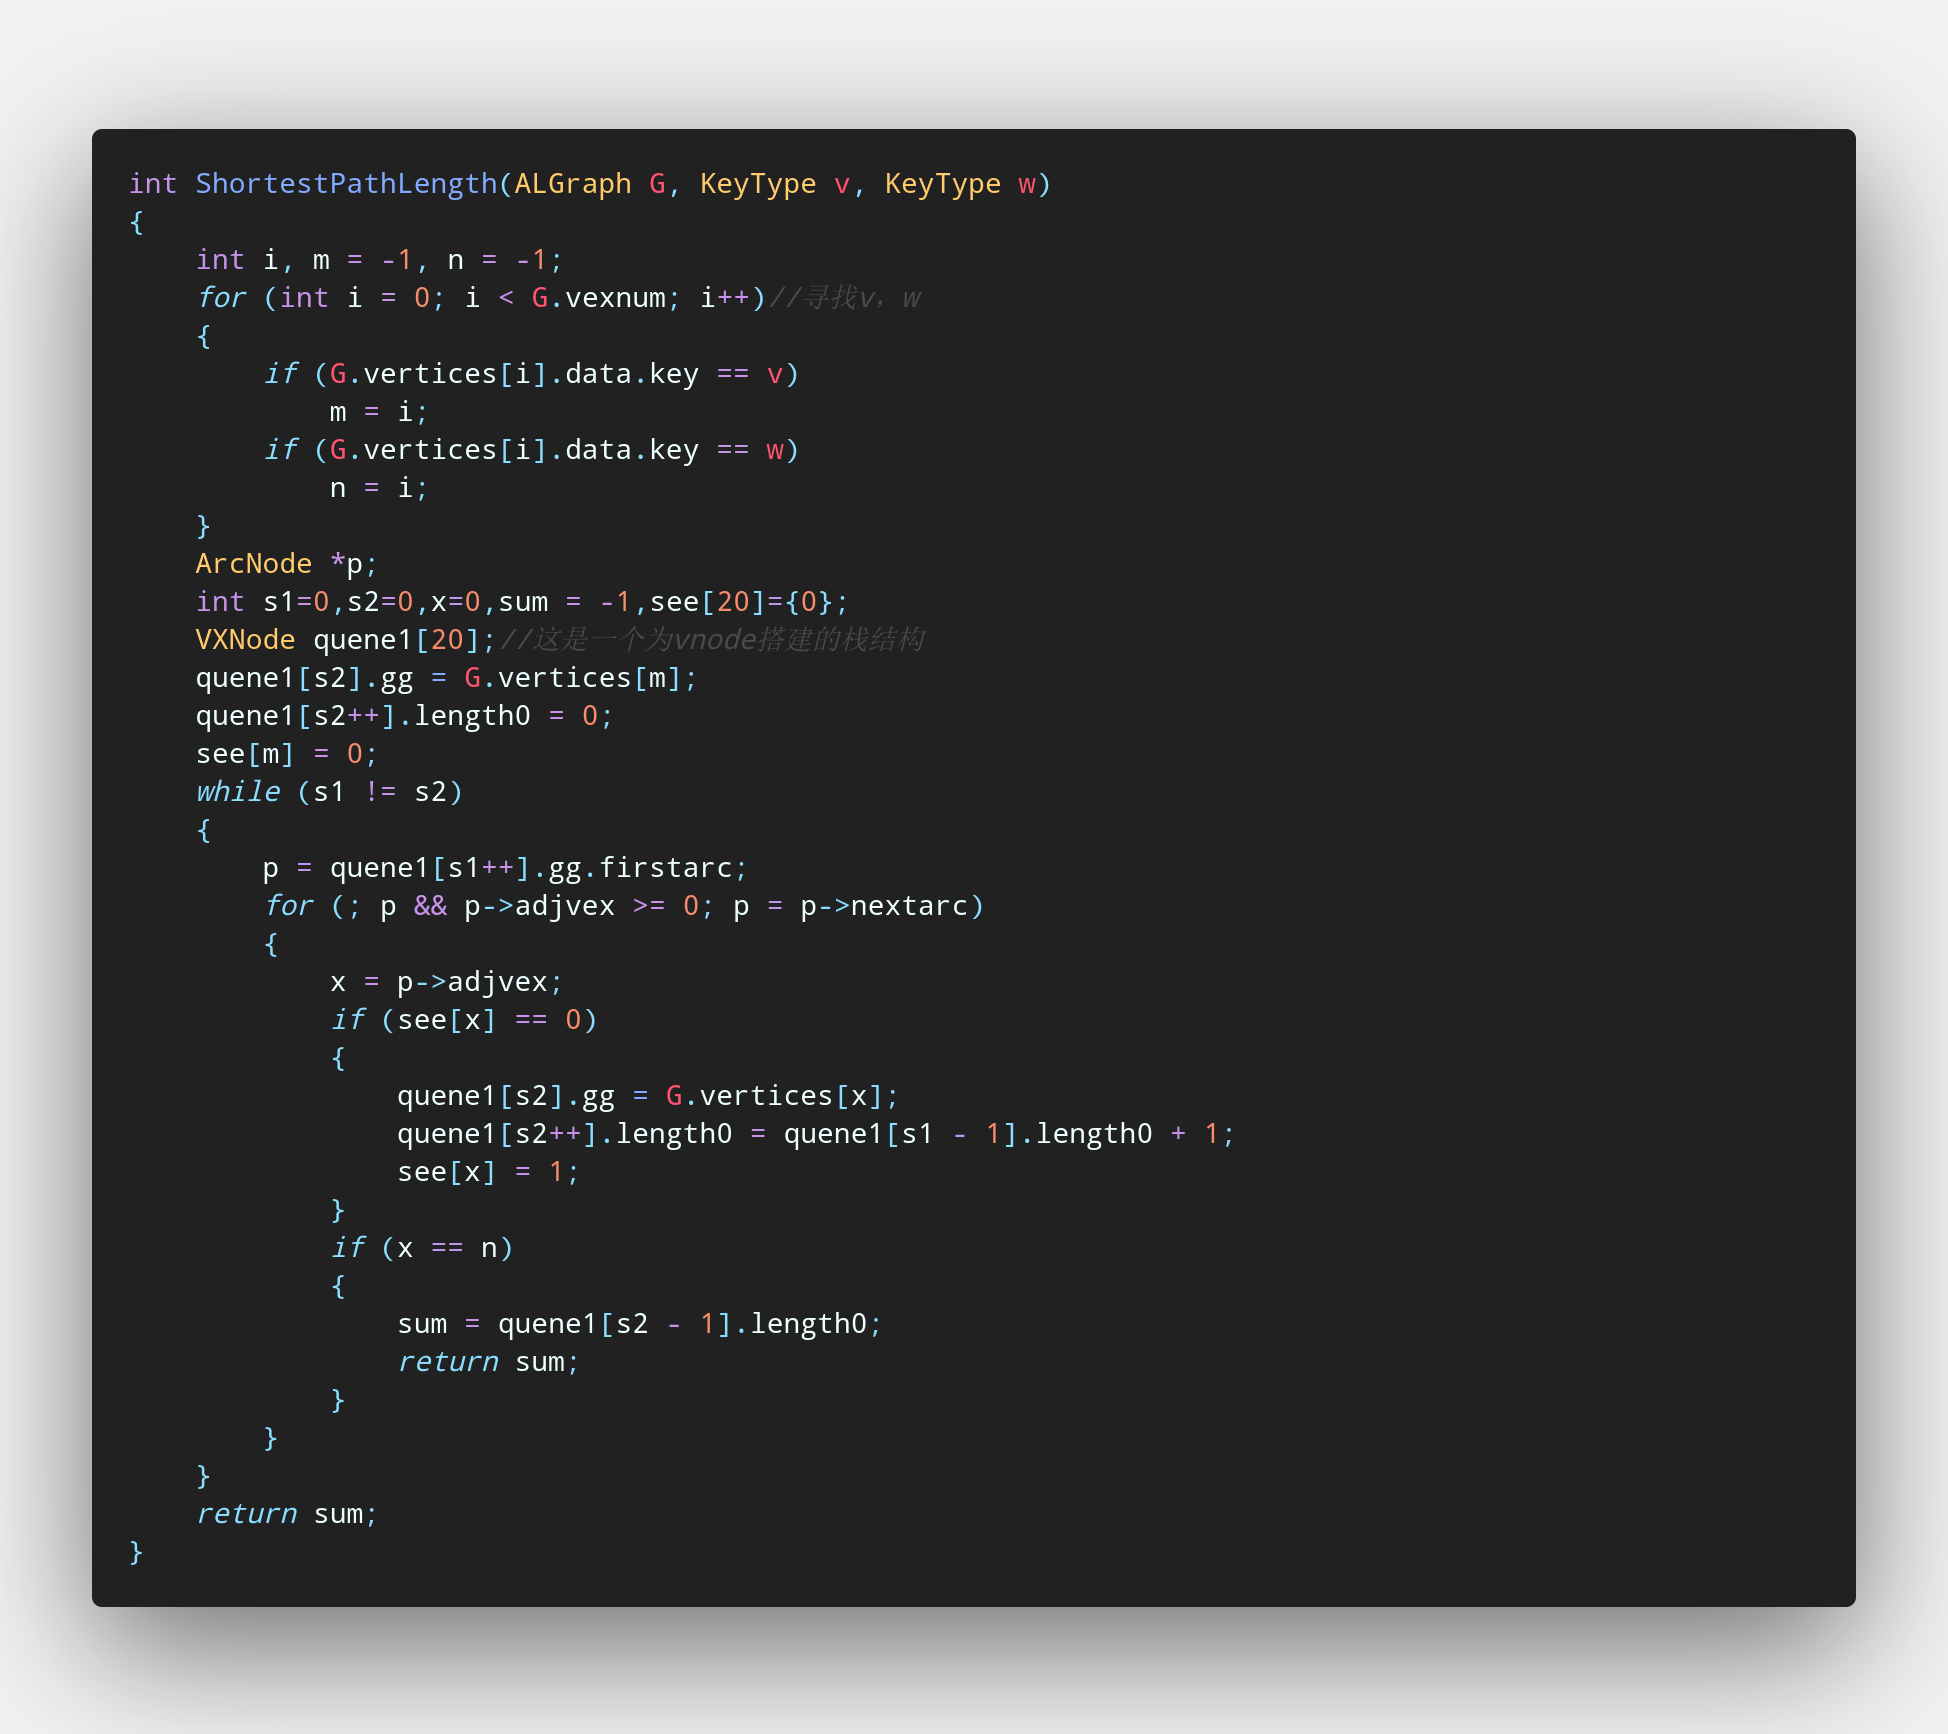 int ShortestPathLength(ALGraph G, KeyType v, KeyType w)
{
    int i, m = -1, n = -1;
    for (int i = 0; i < G.vexnum; i++)//寻找v，w
    {
        if (G.vertices[i].data.key == v)
            m = i;
        if (G.vertices[i].data.key == w)
            n = i;
    }
    ArcNode *p;
    int s1=0,s2=0,x=0,sum = -1,see[20]={0};
    VXNode quene1[20];//这是一个为vnode搭建的栈结构
    quene1[s2].gg = G.vertices[m];
    quene1[s2++].length0 = 0;
    see[m] = 0;
    while (s1 != s2)
    {
        p = quene1[s1++].gg.firstarc;
        for (; p && p->adjvex >= 0; p = p->nextarc)
        {
            x = p->adjvex;
            if (see[x] == 0)
            {
                quene1[s2].gg = G.vertices[x];
                quene1[s2++].length0 = quene1[s1 - 1].length0 + 1;
                see[x] = 1;
            }
            if (x == n)
            {
                sum = quene1[s2 - 1].length0;
                return sum;
            }
        }
    }
    return sum;
}